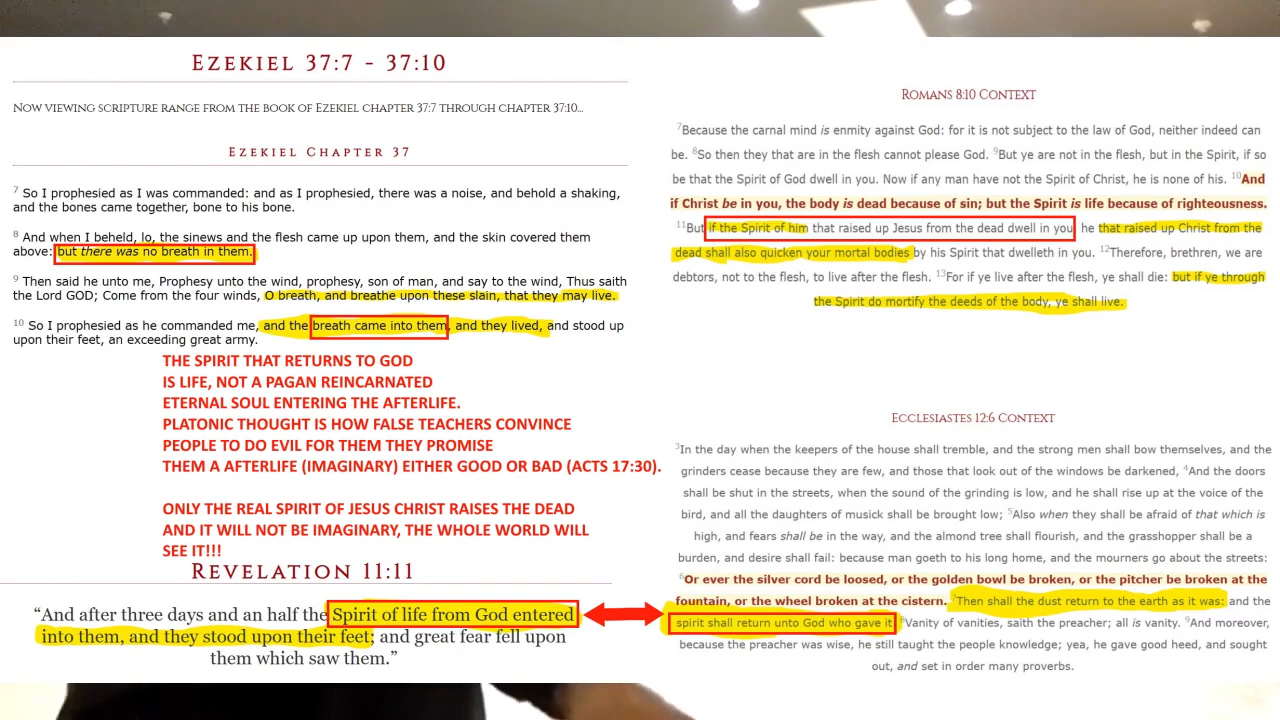 EZEKIEL 37:7 - 37:10
NOW VIEWING SCRIPTURE RANGE FROM THE BOOK OF EZEKIEL CHAPTER 37:7 THROUGH CHAPTER 37:10...
EZEKIEL CHAPTER 37
7 So I prophesied as I was commanded: and as I prophesied, there was a noise, and behold a shaking,
and the bones came together, bone to his bone.
8 And when I beheld, lo, the sinews and the flesh came up upon them, and the skin covered them
above: but there was no breath in them.
9 Then said he unto me, Prophesy unto the wind, prophesy, son of man, and say to the wind, Thus saith
the Lord GOD; Come from the four winds, O breath, and breathe upon these slain, that they may live.
10 So I prophesied as he commanded me, and the breath came into them, and they lived, and stood up
upon their feet, an exceeding great army.
THE SPIRIT THAT RETURNS TO GOD
IS LIFE, NOT A PAGAN REINCARNATED
ETERNAL SOUL ENTERING THE AFTERLIFE.
PLATONIC THOUGHT IS HOW FALSE TEACHERS CONVINCE
PEOPLE TO DO EVIL FOR THEM THEY PROMISE
THEM A AFTERLIFE (IMAGINARY) EITHER GOOD OR BAD (ACTS 17:30).
ONLY THE REAL SPIRIT OF JESUS CHRIST RAISES THE DEAD
AND IT WILL NOT BE IMAGINARY, THE WHOLE WORLD WILL
SEE IT!!!
REVELATION 11:11
“And after three days and an half the Spirit of life from God entered
into them, and they stood upon their feet; and great fear fell upon
them which saw them.”
ROMANS 8:10 CONTEXT
7Because the carnal mind is enmity against God: for it is not subject to the law of God, neither indeed can
be. 8So then they that are in the flesh cannot please God. 9But ye are not in the flesh, but in the Spirit, if so
be that the Spirit of God dwell in you. Now if any man have not the Spirit of Christ, he is none of his. 10And
if Christ be in you, the body is dead because of sin; but the Spirit is life because of righteousness.
11But if the Spirit of him that raised up Jesus from the dead dwell in you, he that raised up Christ from the
dead shall also quicken your mortal bodies by his Spirit that dwelleth in you. 12Therefore, brethren, we are
debtors, not to the flesh, to live after the flesh. 13For if ye live after the flesh, ye shall die: but if ye through
the Spirit do mortify the deeds of the body, ye shall live.
ECCLESIASTES 12:6 CONTEXT
3In the day when the keepers of the house shall tremble, and the strong men shall bow themselves, and the
grinders cease because they are few, and those that look out of the windows be darkened, 4And the doors
shall be shut in the streets, when the sound of the grinding is low, and he shall rise up at the voice of the
bird, and all the daughters of musick shall be brought low; 5Also when they shall be afraid of that which is
high, and fears shall be in the way, and the almond tree shall flourish, and the grasshopper shall be a
burden, and desire shall fail: because man goeth to his long home, and the mourners go about the streets:
6Or ever the silver cord be loosed, or the golden bowl be broken, or the pitcher be broken at the
fountain, or the wheel broken at the cistern. 7Then shall the dust return to the earth as it was: and the
spirit shall return unto God who gave it. 8Vanity of vanities, saith the preacher; all is vanity. 9And moreover,
because the preacher was wise, he still taught the people knowledge; yea, he gave good heed, and sought
out, and set in order many proverbs.